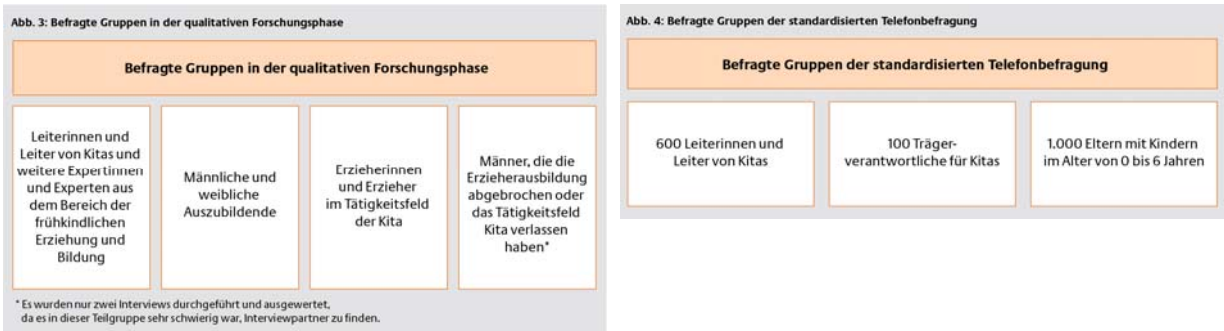 Abb. 3: Befragte Gruppen in der qualitativen Forschungsphase
Befragte Gruppen in der qualitativen Forschungsphase
Leiterinnen und
Leiter von Kitas und
weitere Expertinnen
und Experten aus
dem Bereich der
frühkindlichen
Erziehung und
Bildung
Männliche und
weibliche
Auszubildende
Erzieherinnen
und Erzieher
im Tätigkeitsfeld
der Kita
Männer, die die
Erzieherausbildung
abgebrochen oder
das Tätigkeitsfeld
Kita verlassen
haben*
* Es wurden nur zwei Interviews durchgeführt und ausgewertet,
da es in dieser Teilgruppe sehr schwierig war, Interviewpartner zu finden.
Abb. 4: Befragte Gruppen der standardisierten Telefonbefragung
Befragte Gruppen der standardisierten Telefonbefragung
600 Leiterinnen und
Leiter von Kitas
100 Träger-
verantwortliche für Kitas
1.000 Eltern mit Kindern
im Alter von 0 bis 6 Jahren